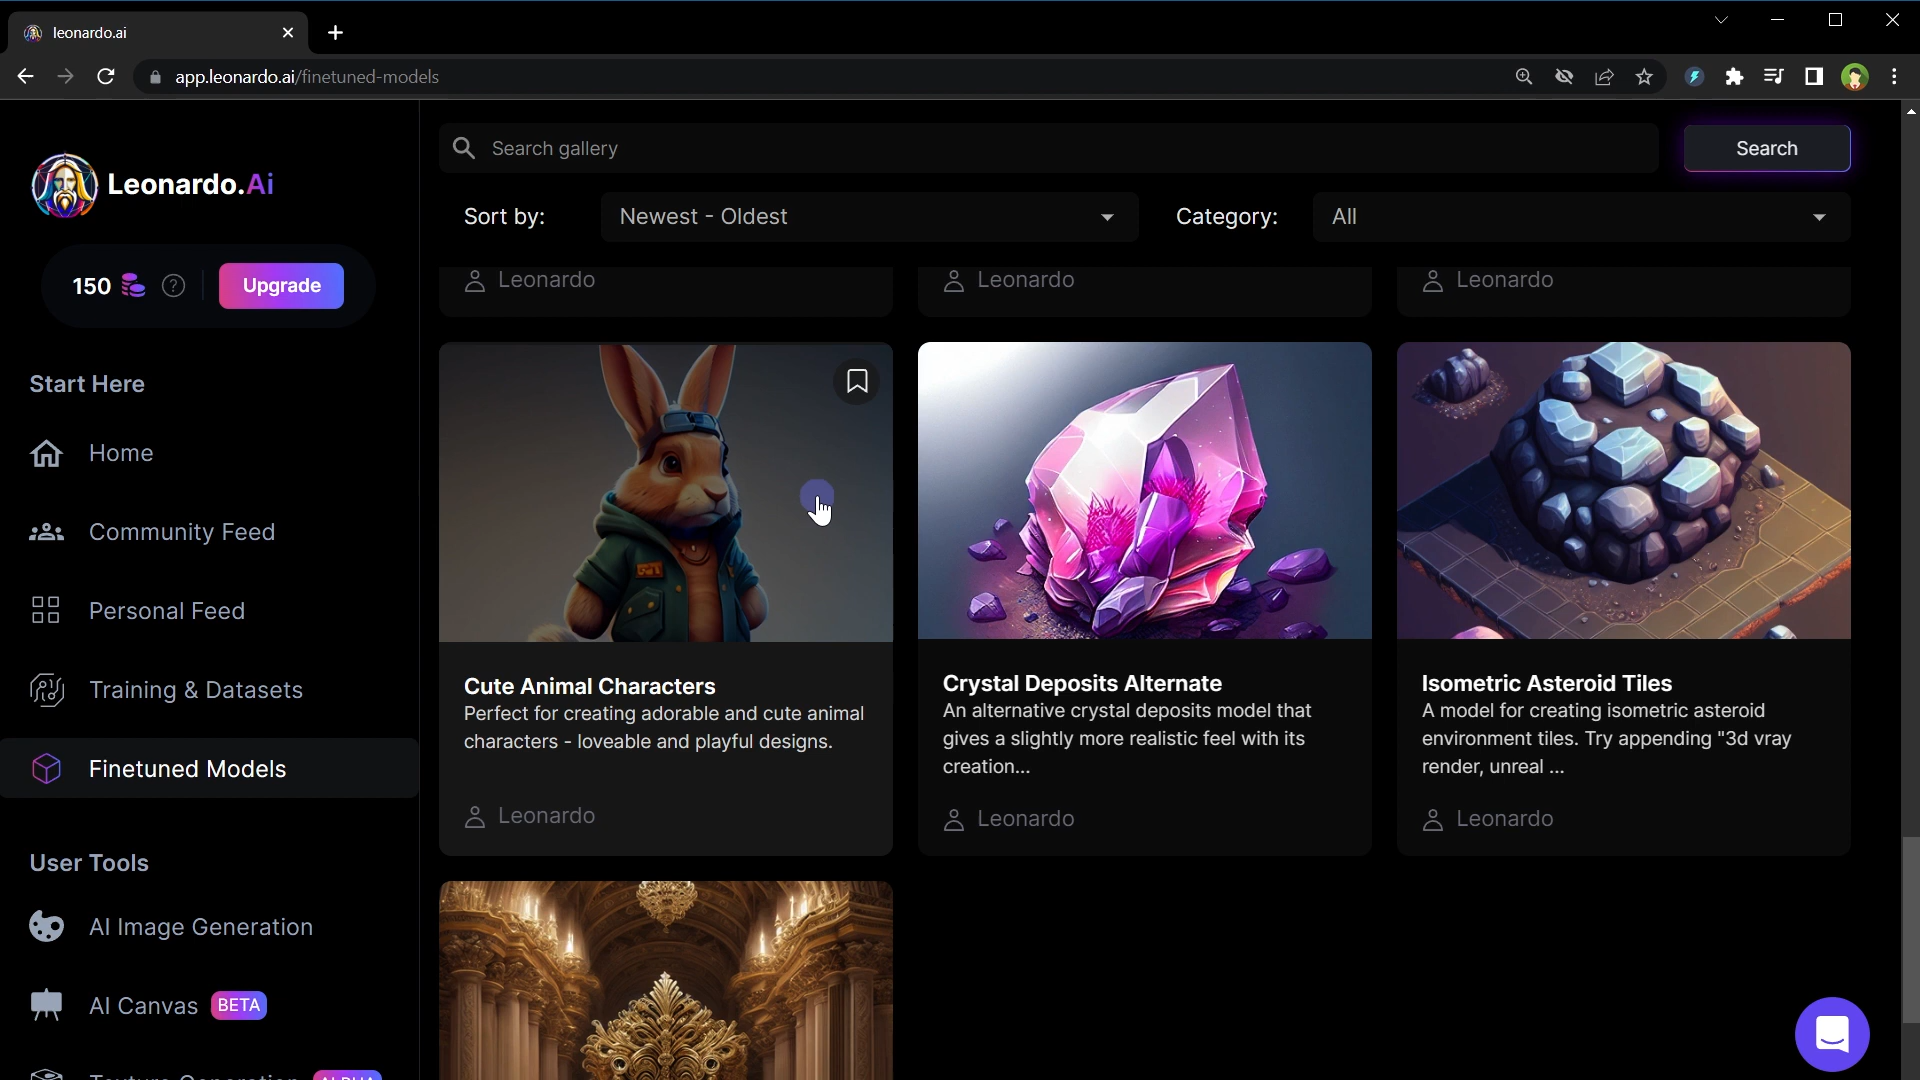 leonardo.ai
app.leonardo.ai/finetuned-models
Leonardo.Ai
150
Upgrade
Start Here
Home
Community Feed
Personal Feed
Training & Datasets
Finetuned Models
User Tools
AI Image Generation
AI Canvas BETA
Search gallery
Search
Sort by:
Newest - Oldest
Category:
All
Leonardo
Leonardo
Leonardo
Cute Animal Characters
Perfect for creating adorable and cute animal
characters - loveable and playful designs.
Leonardo
Crystal Deposits Alternate
An alternative crystal deposits model that
gives a slightly more realistic feel with its
creation...
Leonardo
Isometric Asteroid Tiles
A model for creating isometric asteroid
environment tiles. Try appending "3d vray
render, unreal ...
Leonardo